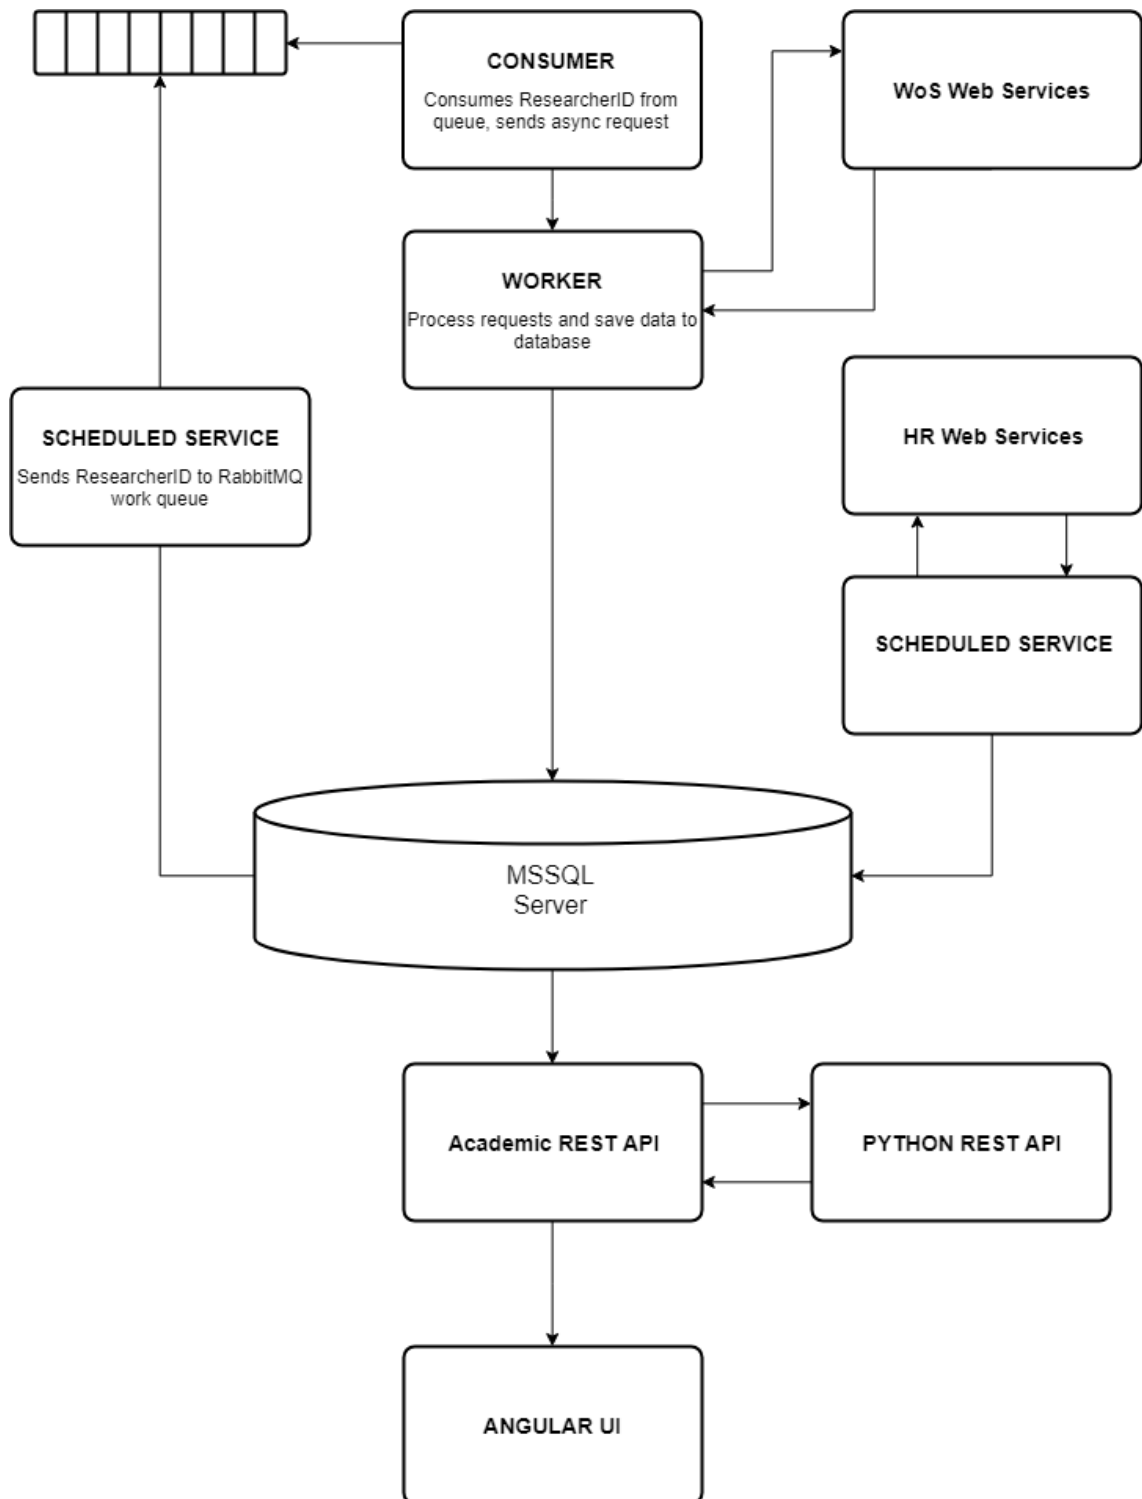 CONSUMER
Consumes ResearcherID from
queue, sends async request
WoS Web Services
WORKER
Process requests and save data to
database
HR Web Services
SCHEDULED SERVICE
Sends ResearcherID to RabbitMQ
work queue
SCHEDULED SERVICE
MSSQL
Server
Academic REST API
PYTHON REST API
ANGULAR UI